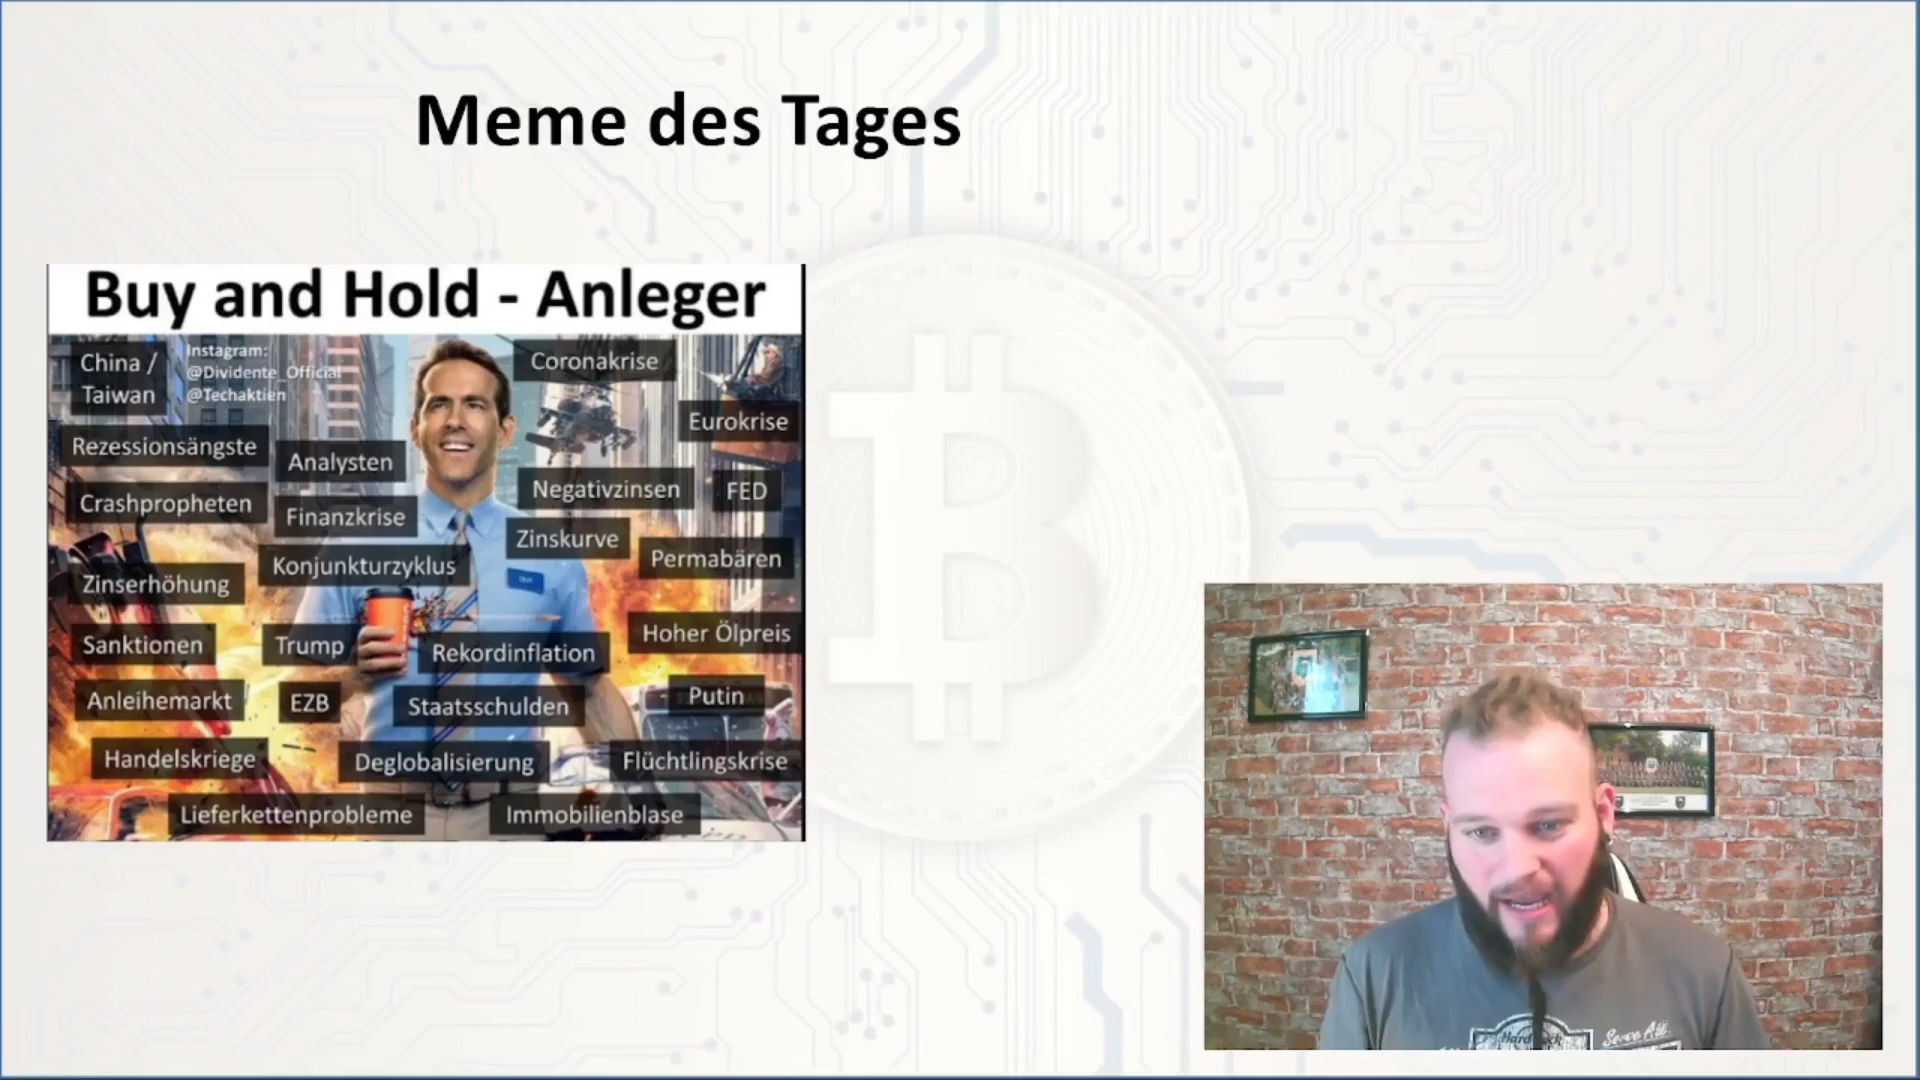 Meme des Tages
Buy and Hold - Anleger
China /
Taiwan
Instagram:
@Dividente_Official
@Techaktien
Coronakrise
Eurokrise
Rezessionsängste
Analysten
Negativzinsen
FED
Crashpropheten
Finanzkrise
Zinskurve
Permabären
Konjunkturzyklus
Zinserhöhung
Sanktionen
Trump
Rekordinflation
Hoher Ölpreis
Anleihemarkt
EZB
Staatsschulden
Putin
Handelskriege
Deglobalisierung
Flüchtlingskrise
Lieferkettenprobleme
Immobilienblase